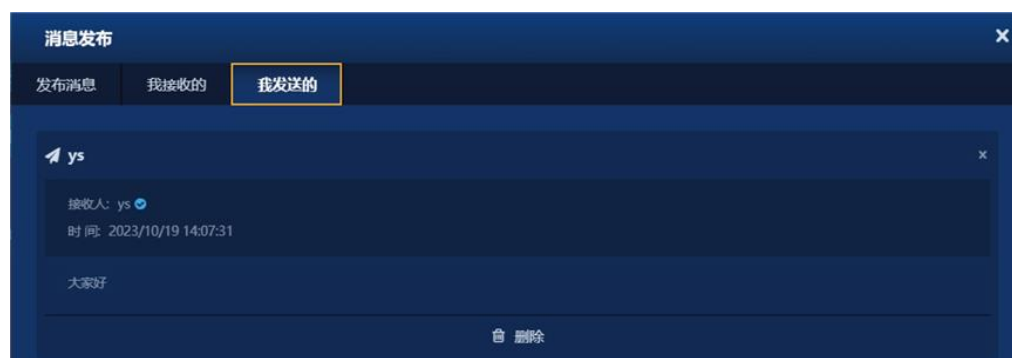 消息发布
发布消息 我接收的 我发送的
ys
接收人: ys
时 间: 2023/10/19 14:07:31
大家好
删除